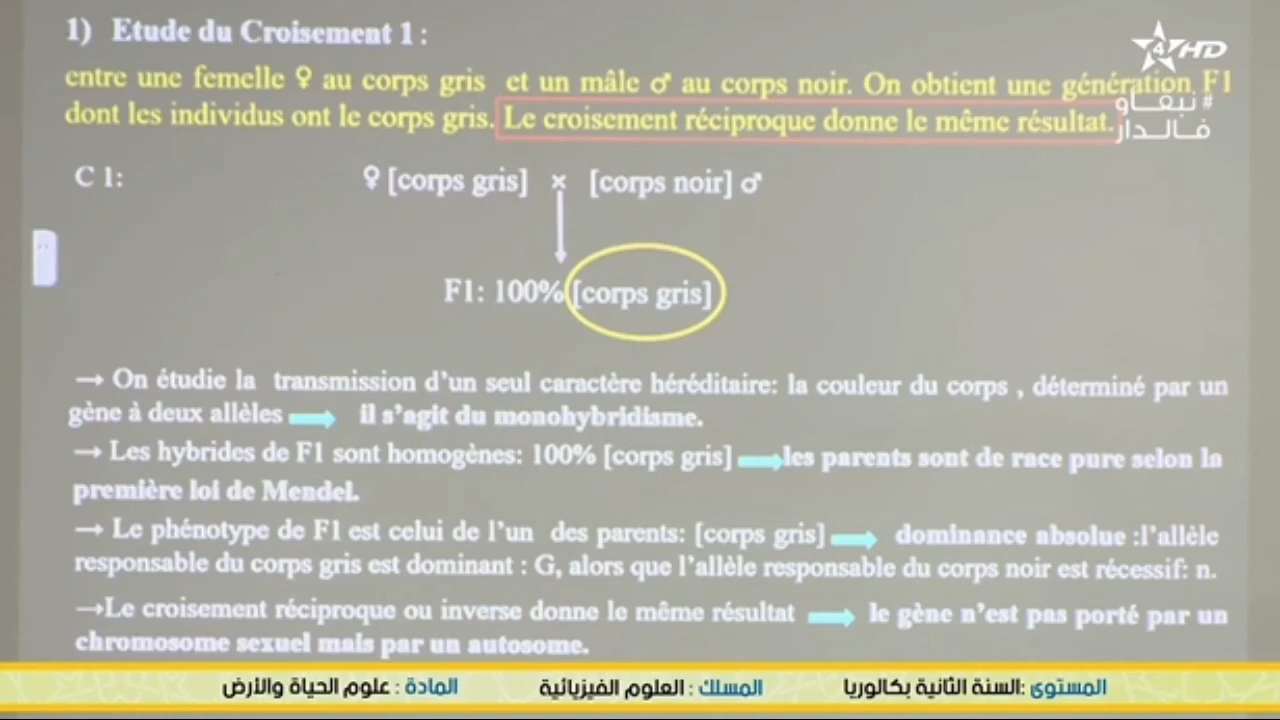 1) Etude du Croisement 1 :
4 HD
entre une femelle ♀ au corps gris et un mâle ♂ au corps noir. On obtient une génération F1
# نبقاو
dont les individus ont le corps gris. Le croisement réciproque donne le même résultat.
فالدار
C 1: ♀ [corps gris] × [corps noir] ♂
F1: 100% [corps gris]
→ On étudie la transmission d’un seul caractère héréditaire: la couleur du corps , déterminé par un
gène à deux allèles ➡ il s’agit du monohybridisme.
→ Les hybrides de F1 sont homogènes: 100% [corps gris] ➡ les parents sont de race pure selon la
première loi de Mendel.
→ Le phénotype de F1 est celui de l’un des parents: [corps gris] ➡ dominance absolue :l’allèle
responsable du corps gris est dominant : G, alors que l’allèle responsable du corps noir est récessif: n.
→Le croisement réciproque ou inverse donne le même résultat ➡ le gène n’est pas porté par un
chromosome sexuel mais par un autosome.
المستوى :السنة الثانية بكالوريا المسلك : العلوم الفيزيائية المادة : علوم الحياة والأرض